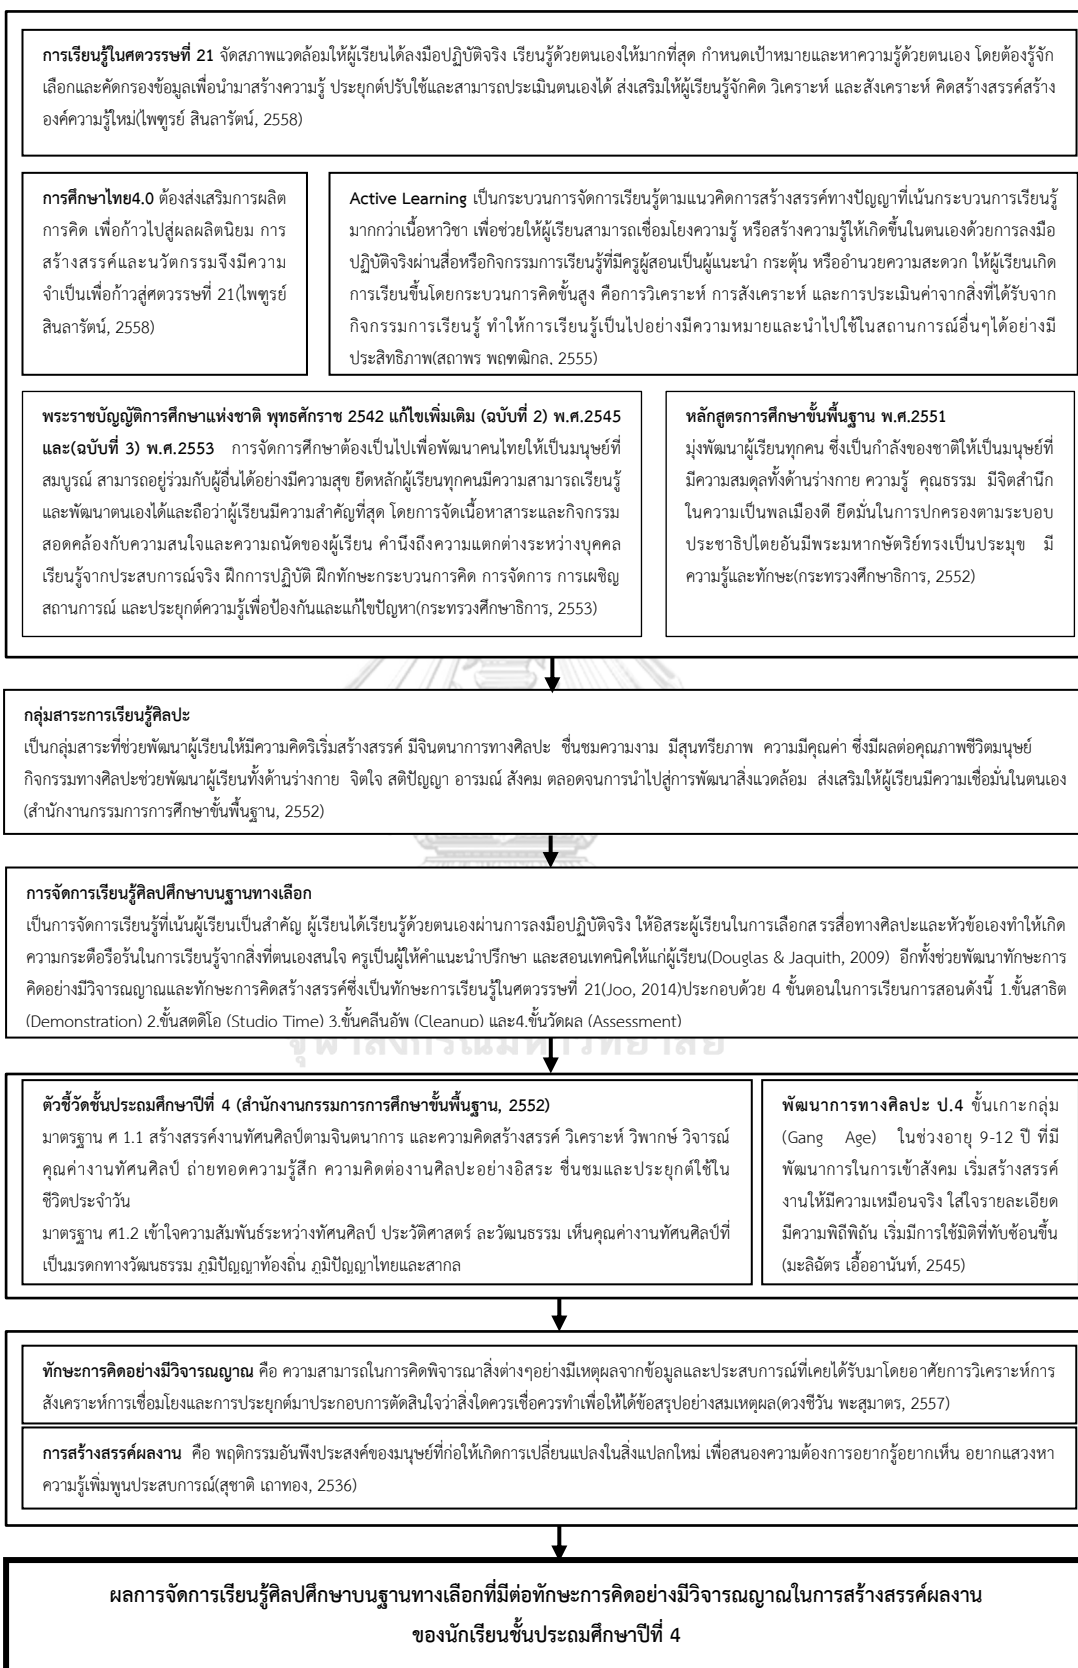 การเรียนรู้ในศตวรรษที่ 21 จัดสภาพแวดล้อมให้ผู้เรียนได้ลงมือปฏิบัติจริง เรียนรู้ด้วยตนเองให้มากที่สุด กำหนดเป้าหมายและหาความรู้ด้วยตนเอง โดยต้องรู้จัก
เลือกและคัดกรองข้อมูลเพื่อนำมาสร้างความรู้ ประยุกต์ปรับใช้และสามารถประเมินตนเองได้ ส่งเสริมให้ผู้เรียนรู้จักคิด วิเคราะห์ และสังเคราะห์ คิดสร้างสรรค์สร้าง
องค์ความรู้ใหม่(ไพฑูรย์ สินลารัตน์, 2558)
การศึกษาไทย4.0 ต้องส่งเสริมการผลิต
การคิด เพื่อก้าวไปสู่ผลผลิตนิยม การ
สร้างสรรค์และนวัตกรรมจึงมีความ
จำเป็นเพื่อก้าวสู่ศตวรรษที่ 21(ไพฑูรย์
สินลารัตน์, 2558)
Active Learning เป็นกระบวนการจัดการเรียนรู้ตามแนวคิดการสร้างสรรค์ทางปัญญาที่เน้นกระบวนการเรียนรู้
มากกว่าเนื้อหาวิชา เพื่อช่วยให้ผู้เรียนสามารถเชื่อมโยงความรู้ หรือสร้างความรู้ให้เกิดขึ้นในตนเองด้วยการลงมือ
ปฏิบัติจริงผ่านสื่อหรือกิจกรรมการเรียนรู้ที่มีครูผู้สอนเป็นผู้แนะนำ กระตุ้น หรืออำนวยความสะดวก ให้ผู้เรียนเกิด
การเรียนขึ้นโดยกระบวนการคิดขั้นสูง คือการวิเคราะห์ การสังเคราะห์ และการประเมินค่าจากสิ่งที่ได้รับจาก
กิจกรรมการเรียนรู้ ทำให้การเรียนรู้เป็นไปอย่างมีความหมายและนำไปใช้ในสถานการณ์อื่นๆได้อย่างมี
ประสิทธิภาพ(สถาพร พฤฑฒิกุล, 2555)
พระราชบัญญัติการศึกษาแห่งชาติ พุทธศักราช 2542 แก้ไขเพิ่มเติม (ฉบับที่ 2) พ.ศ.2545
และ(ฉบับที่ 3) พ.ศ.2553 การจัดการศึกษาต้องเป็นไปเพื่อพัฒนาคนไทยให้เป็นมนุษย์ที่
สมบูรณ์ สามารถอยู่ร่วมกับผู้อื่นได้อย่างมีความสุข ยึดหลักผู้เรียนทุกคนมีความสามารถเรียนรู้
และพัฒนาตนเองได้และถือว่าผู้เรียนมีความสำคัญที่สุด โดยการจัดเนื้อหาสาระและกิจกรรม
สอดคล้องกับความสนใจและความถนัดของผู้เรียน คำนึงถึงความแตกต่างระหว่างบุคคล
เรียนรู้จากประสบการณ์จริง ฝึกการปฏิบัติ ฝึกทักษะกระบวนการคิด การจัดการ การเผชิญ
สถานการณ์ และประยุกต์ความรู้เพื่อป้องกันและแก้ไขปัญหา(กระทรวงศึกษาธิการ, 2553)
หลักสูตรการศึกษาขั้นพื้นฐาน พ.ศ.2551
มุ่งพัฒนาผู้เรียนทุกคน ซึ่งเป็นกำลังของชาติให้เป็นมนุษย์ที่
มีความสมดุลทั้งด้านร่างกาย ความรู้ คุณธรรม มีจิตสำนึก
ในความเป็นพลเมืองดี ยึดมั่นในการปกครองตามระบอบ
ประชาธิปไตยอันมีพระมหากษัตริย์ทรงเป็นประมุข มี
ความรู้และทักษะ(กระทรวงศึกษาธิการ, 2552)
กลุ่มสาระการเรียนรู้ศิลปะ
เป็นกลุ่มสาระที่ช่วยพัฒนาผู้เรียนให้มีความคิดริเริ่มสร้างสรรค์ มีจินตนาการทางศิลปะ ชื่นชมความงาม มีสุนทรียภาพ ความมีคุณค่า ซึ่งมีผลต่อคุณภาพชีวิตมนุษย์
กิจกรรมทางศิลปะช่วยพัฒนาผู้เรียนทั้งด้านร่างกาย จิตใจ สติปัญญา อารมณ์ สังคม ตลอดจนการนำไปสู่การพัฒนาสิ่งแวดล้อม ส่งเสริมให้ผู้เรียนมีความเชื่อมั่นในตนเอง
(สำนักงานกรรมการการศึกษาขั้นพื้นฐาน, 2552)
การจัดการเรียนรู้ศิลปศึกษาบนฐานทางเลือก
เป็นการจัดการเรียนรู้ที่เน้นผู้เรียนเป็นสำคัญ ผู้เรียนได้เรียนรู้ด้วยตนเองผ่านการลงมือปฏิบัติจริง ให้อิสระผู้เรียนในการเลือกสรรสื่อทางศิลปะและหัวข้อเองทำให้เกิด
ความกระตือรือร้นในการเรียนรู้จากสิ่งที่ตนเองสนใจ ครูเป็นผู้ให้คำแนะนำปรึกษา และสอนเทคนิคให้แก่ผู้เรียน(Douglas & Jaquith, 2009) อีกทั้งช่วยพัฒนาทักษะการ
คิดอย่างมีวิจารณญาณและทักษะการคิดสร้างสรรค์ซึ่งเป็นทักษะการเรียนรู้ในศตวรรษที่ 21(Joo, 2014)ประกอบด้วย 4 ขั้นตอนในการเรียนการสอนดังนี้ 1.ขั้นสาธิต
(Demonstration) 2.ขั้นสตดิโอ (Studio Time) 3.ขั้นคลีนอัพ (Cleanup) และ4.ขั้นวัดผล (Assessment)
จุฬาลงกรณ์มหาวิทยาลัย
ตัวชี้วัดชั้นประถมศึกษาปีที่ 4 (สำนักงานกรรมการการศึกษาขั้นพื้นฐาน, 2552)
มาตรฐาน ศ 1.1 สร้างสรรค์งานทัศนศิลป์ตามจินตนาการ และความคิดสร้างสรรค์ วิเคราะห์ วิพากษ์ วิจารณ์
คุณค่างานทัศนศิลป์ ถ่ายทอดความรู้สึก ความคิดต่องานศิลปะอย่างอิสระ ชื่นชมและประยุกต์ใช้ใน
ชีวิตประจำวัน
มาตรฐาน ศ1.2 เข้าใจความสัมพันธ์ระหว่างทัศนศิลป์ ประวัติศาสตร์ ละวัฒนธรรม เห็นคุณค่างานทัศนศิลป์ที่
เป็นมรดกทางวัฒนธรรม ภูมิปัญญาท้องถิ่น ภูมิปัญญาไทยและสากล
พัฒนาการทางศิลปะ ป.4 ขั้นเกาะกลุ่ม
(Gang Age) ในช่วงอายุ 9-12 ปี ที่มี
พัฒนาการในการเข้าสังคม เริ่มสร้างสรรค์
งานให้มีความเหมือนจริง ใส่ใจรายละเอียด
มีความพิถีพิถัน เริ่มมีการใช้มิติที่ทับซ้อนขึ้น
(มะลิฉัตร เอื้ออานันท์, 2545)
ทักษะการคิดอย่างมีวิจารณญาณ คือ ความสามารถในการคิดพิจารณาสิ่งต่างๆอย่างมีเหตุผลจากข้อมูลและประสบการณ์ที่เคยได้รับมาโดยอาศัยการวิเคราะห์การ
สังเคราะห์การเชื่อมโยงและการประยุกต์มาประกอบการตัดสินใจว่าสิ่งใดควรเชื่อควรทำเพื่อให้ได้ข้อสรุปอย่างสมเหตุผล(ดวงชีวัน พะสุมาตร, 2557)
การสร้างสรรค์ผลงาน คือ พฤติกรรมอันพึงประสงค์ของมนุษย์ที่ก่อให้เกิดการเปลี่ยนแปลงในสิ่งแปลกใหม่ เพื่อสนองความต้องการอยากรู้อยากเห็น อยากแสวงหา
ความรู้เพิ่มพูนประสบการณ์(สุชาติ เถาทอง, 2536)
ผลการจัดการเรียนรู้ศิลปศึกษาบนฐานทางเลือกที่มีต่อทักษะการคิดอย่างมีวิจารณญาณในการสร้างสรรค์ผลงาน
ของนักเรียนชั้นประถมศึกษาปีที่ 4